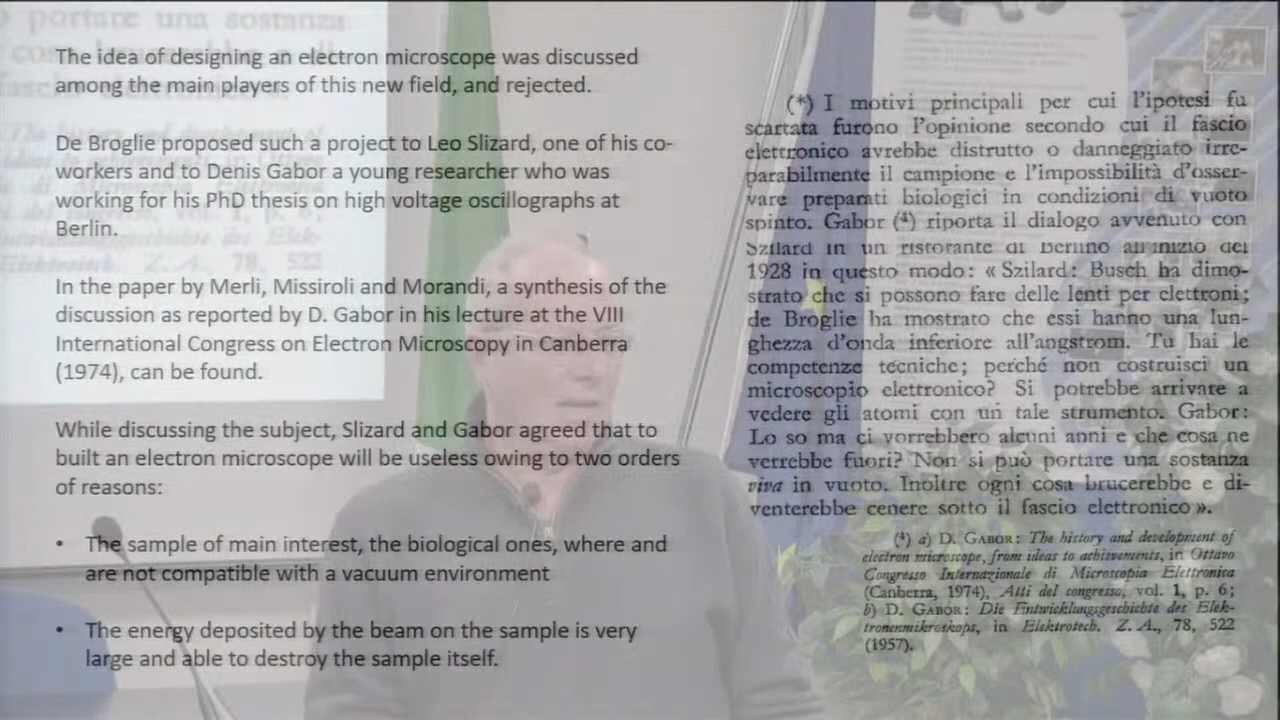 The idea of designing an electron microscope was discussed
among the main players of this new field, and rejected.
De Broglie proposed such a project to Leo Slizard, one of his co-
workers and to Denis Gabor a young researcher who was
working for his PhD thesis on high voltage oscillographs at
Berlin.
In the paper by Merli, Missiroli and Morandi, a synthesis of the
discussion as reported by D. Gabor in his lecture at the VIII
International Congress on Electron Microscopy in Canberra
(1974), can be found.
While discussing the subject, Slizard and Gabor agreed that to
built an electron microscope will be useless owing to two orders
of reasons:
• The sample of main interest, the biological ones, where and
are not compatible with a vacuum environment
• The energy deposited by the beam on the sample is very
large and able to destroy the sample itself.
(*) I motivi principali per cui l'ipotesi fu
scartata furono l'opinione secondo cui il fascio
elettronico avrebbe distrutto o danneggiato irre-
parabilmente il campione e l'impossibilità d'osser-
vare preparati biologici in condizioni di vuoto
spinto. Gabor (⁴) riporta il dialogo avvenuto con
Szilard in un ristorante di Berlino all'inizio del
1928 in questo modo: « Szilard: Busch ha dimo-
strato che si possono fare delle lenti per elettroni;
de Broglie ha mostrato che essi hanno una lun-
ghezza d'onda inferiore all'angstrom. Tu hai le
competenze tecniche; perché non costruisci un
microscopio elettronico? Si potrebbe arrivare a
vedere gli atomi con un tale strumento. Gabor:
Lo so ma ci vorrebbero alcuni anni e che cosa ne
verrebbe fuori? Non si può portare una sostanza
viva in vuoto. Inoltre ogni cosa brucerebbe e di-
venterebbe cenere sotto il fascio elettronico ».
(⁴) a) D. GABOR: The history and development of
electron microscope, from ideas to achievements, in Ottavo
Congresso Internazionale di Microscopia Elettronica
(Canberra, 1974), Atti del congresso, vol. 1, p. 6;
b) D. GABOR: Die Entwicklungsgeschichte des Elek-
tronenmikroskops, in Elektrotech. Z. A., 78, 522
(1957).